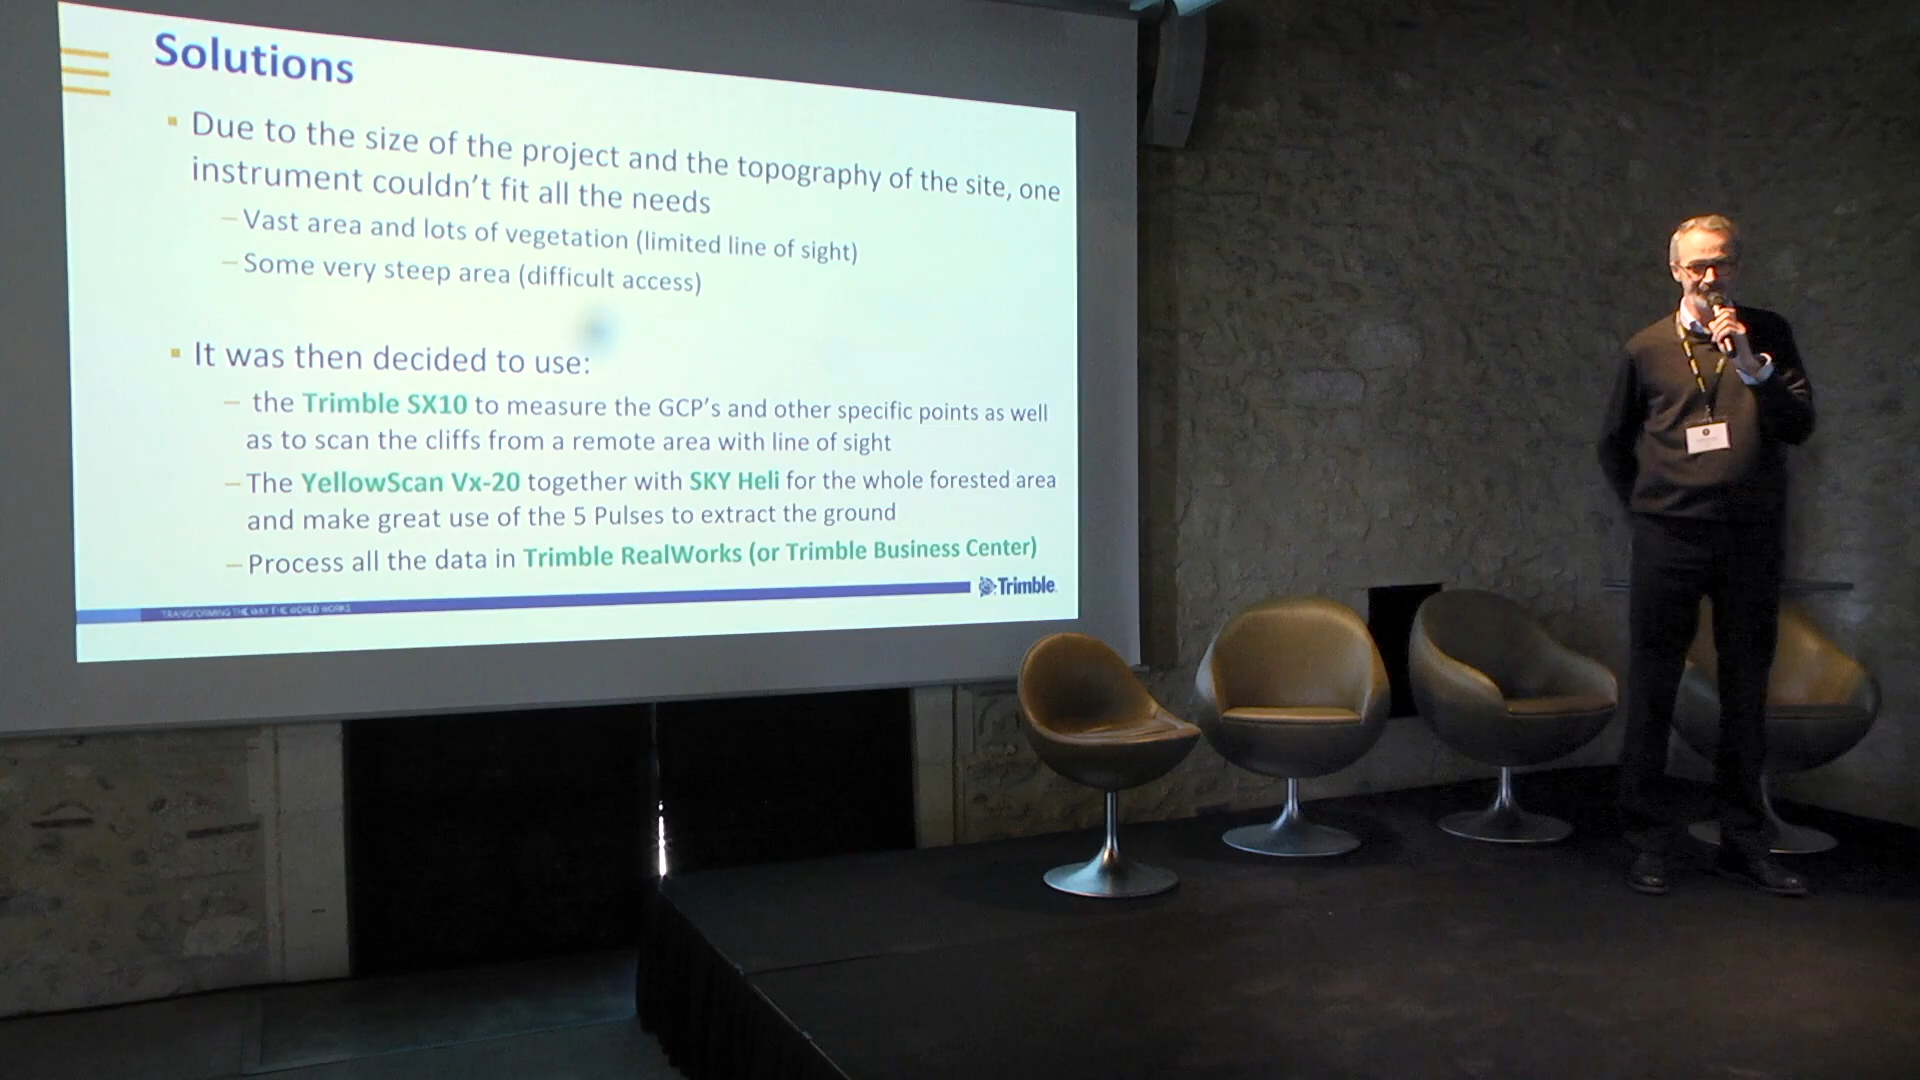 Solutions
Due to the size of the project and the topography of the site, one
instrument couldn't fit all the needs
– Vast area and lots of vegetation (limited line of sight)
– Some very steep area (difficult access)
It was then decided to use:
– the Trimble SX10 to measure the GCP's and other specific points as well
as to scan the cliffs from a remote area with line of sight
– The YellowScan Vx-20 together with SKY Heli for the whole forested area
and make great use of the 5 Pulses to extract the ground
– Process all the data in Trimble RealWorks (or Trimble Business Center)
Trimble
TRANSFORMING THE WAY THE WORLD WORKS